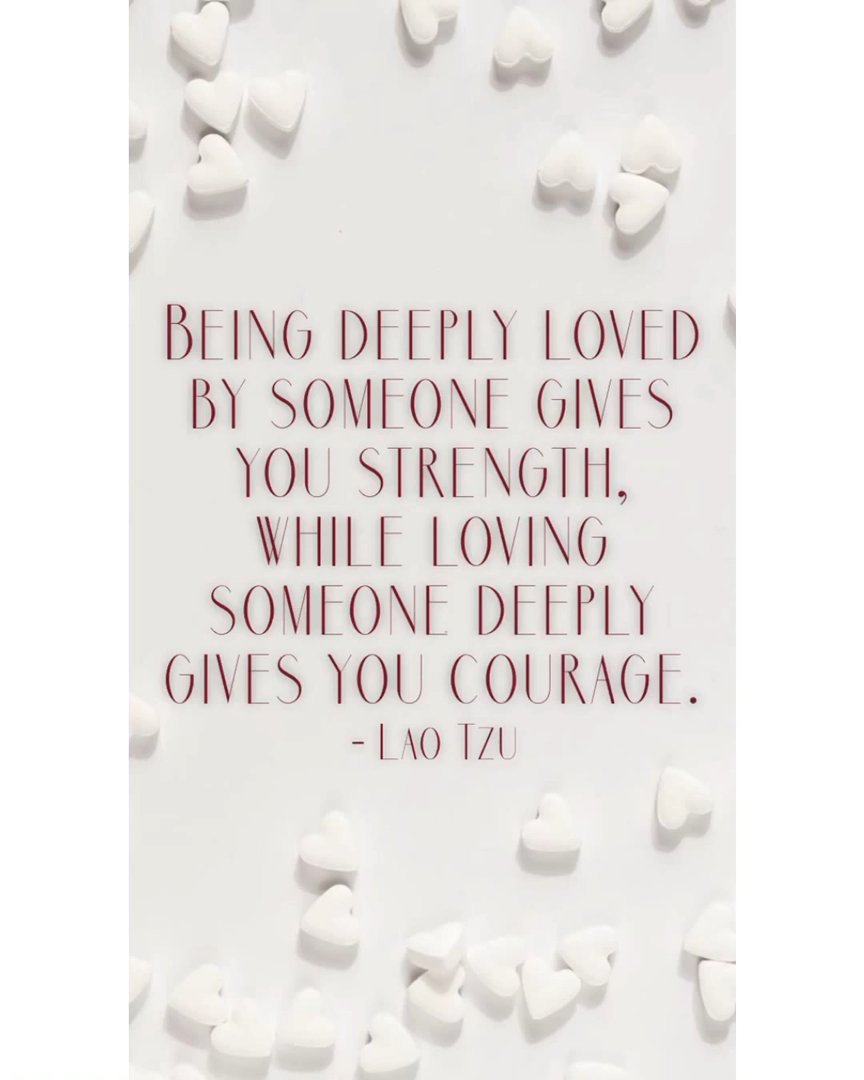 Being deeply loved
by someone gives
you strength,
while loving
someone deeply
gives you courage.
- Lao Tzu